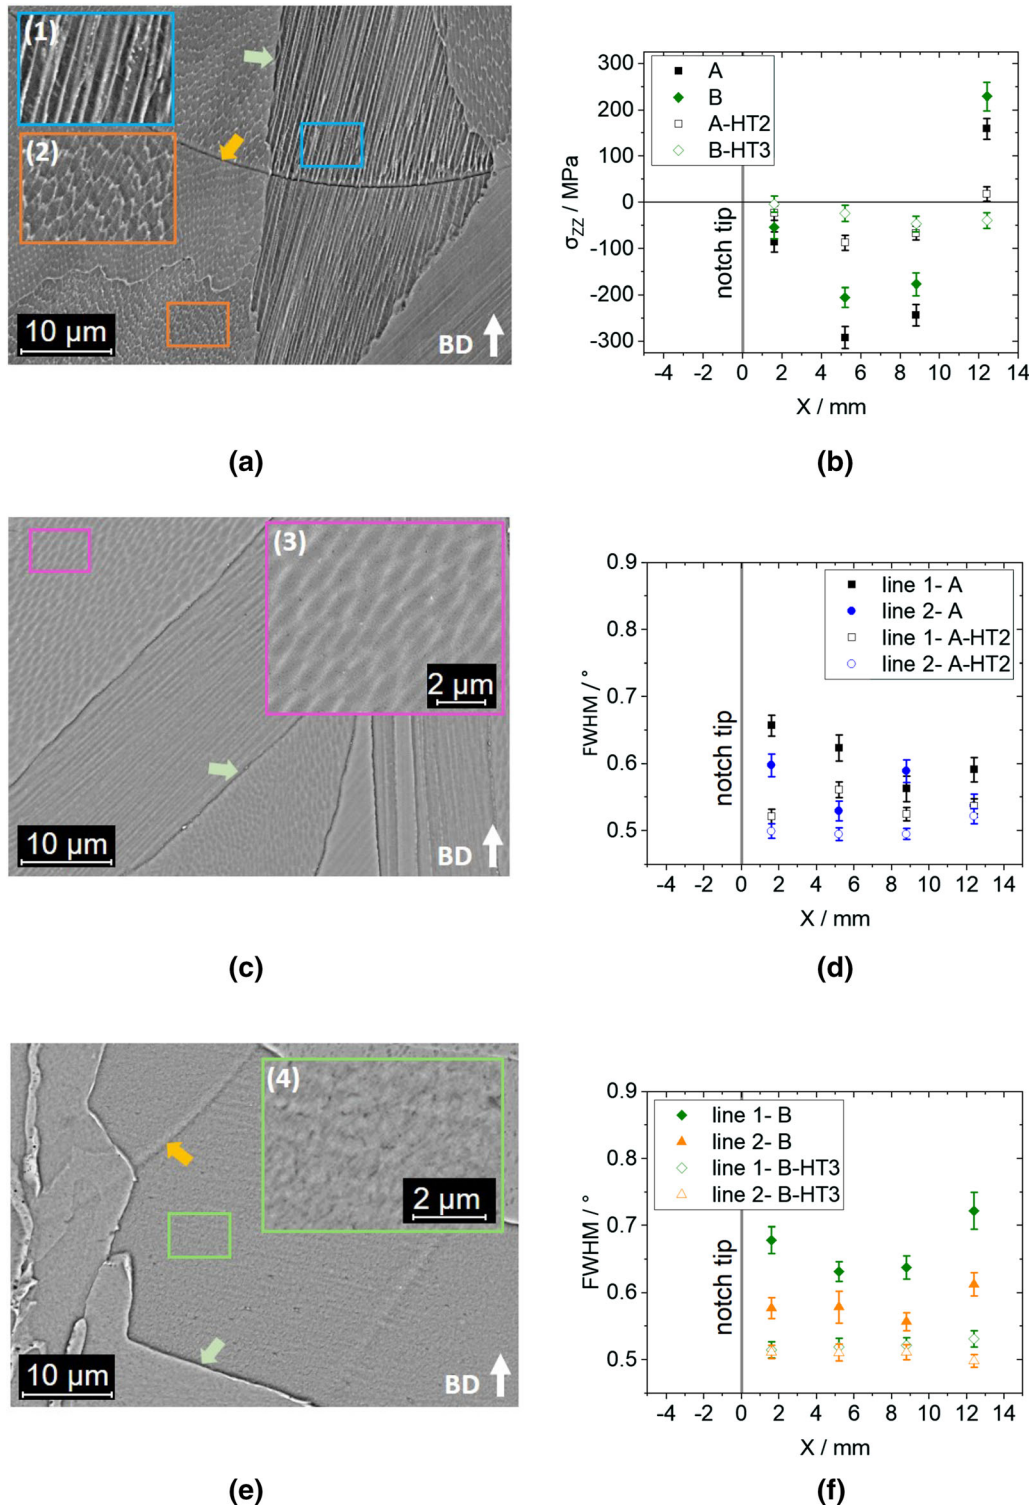 (1)
(2)
10 µm
BD
(a)
300
200
100
0
-100
-200
-300
σZZ / MPa
A
B
A-HT2
B-HT3
notch tip
-4 -2 0 2 4 6 8 10 12 14
X / mm
(b)
(3)
2 µm
10 µm
BD
(c)
0.9
0.8
0.7
0.6
0.5
FWHM / °
line 1- A
line 2- A
line 1- A-HT2
line 2- A-HT2
notch tip
-4 -2 0 2 4 6 8 10 12 14
X / mm
(d)
(4)
2 µm
10 µm
BD
(e)
0.9
0.8
0.7
0.6
0.5
FWHM / °
line 1- B
line 2- B
line 1- B-HT3
line 2- B-HT3
notch tip
-4 -2 0 2 4 6 8 10 12 14
X / mm
(f)